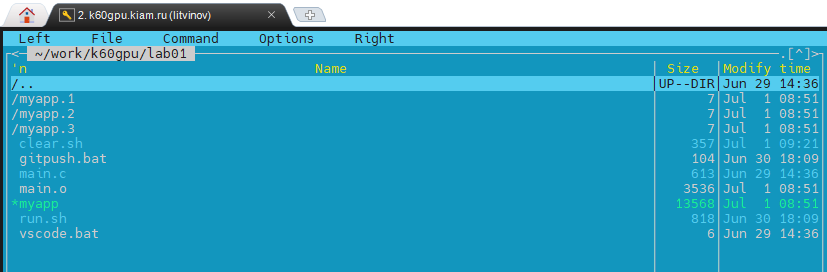 2. k60gpu.kiam.ru (litvinov)
Left File Command Options Right
<─ ~/work/k60gpu/lab01 ─.[^]>
'n Name Size Modify time
/.. UP--DIR Jun 29 14:36
/myapp.1 7 Jul 1 08:51
/myapp.2 7 Jul 1 08:51
/myapp.3 7 Jul 1 08:51
clear.sh 357 Jul 1 09:21
gitpush.bat 104 Jun 30 18:09
main.c 613 Jun 29 14:36
main.o 3536 Jul 1 08:51
*myapp 13568 Jul 1 08:51
run.sh 818 Jun 30 18:09
vscode.bat 6 Jun 29 14:36